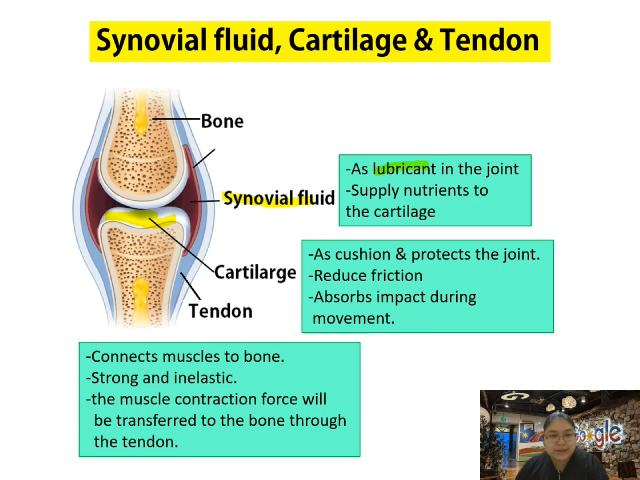 Synovial fluid, Cartilage & Tendon
Bone
Synovial fluid
-As lubricant in the joint
-Supply nutrients to
the cartilage
Cartilarge
-As cushion & protects the joint.
-Reduce friction
-Absorbs impact during
movement.
Tendon
-Connects muscles to bone.
-Strong and inelastic.
-the muscle contraction force will
be transferred to the bone through
the tendon.